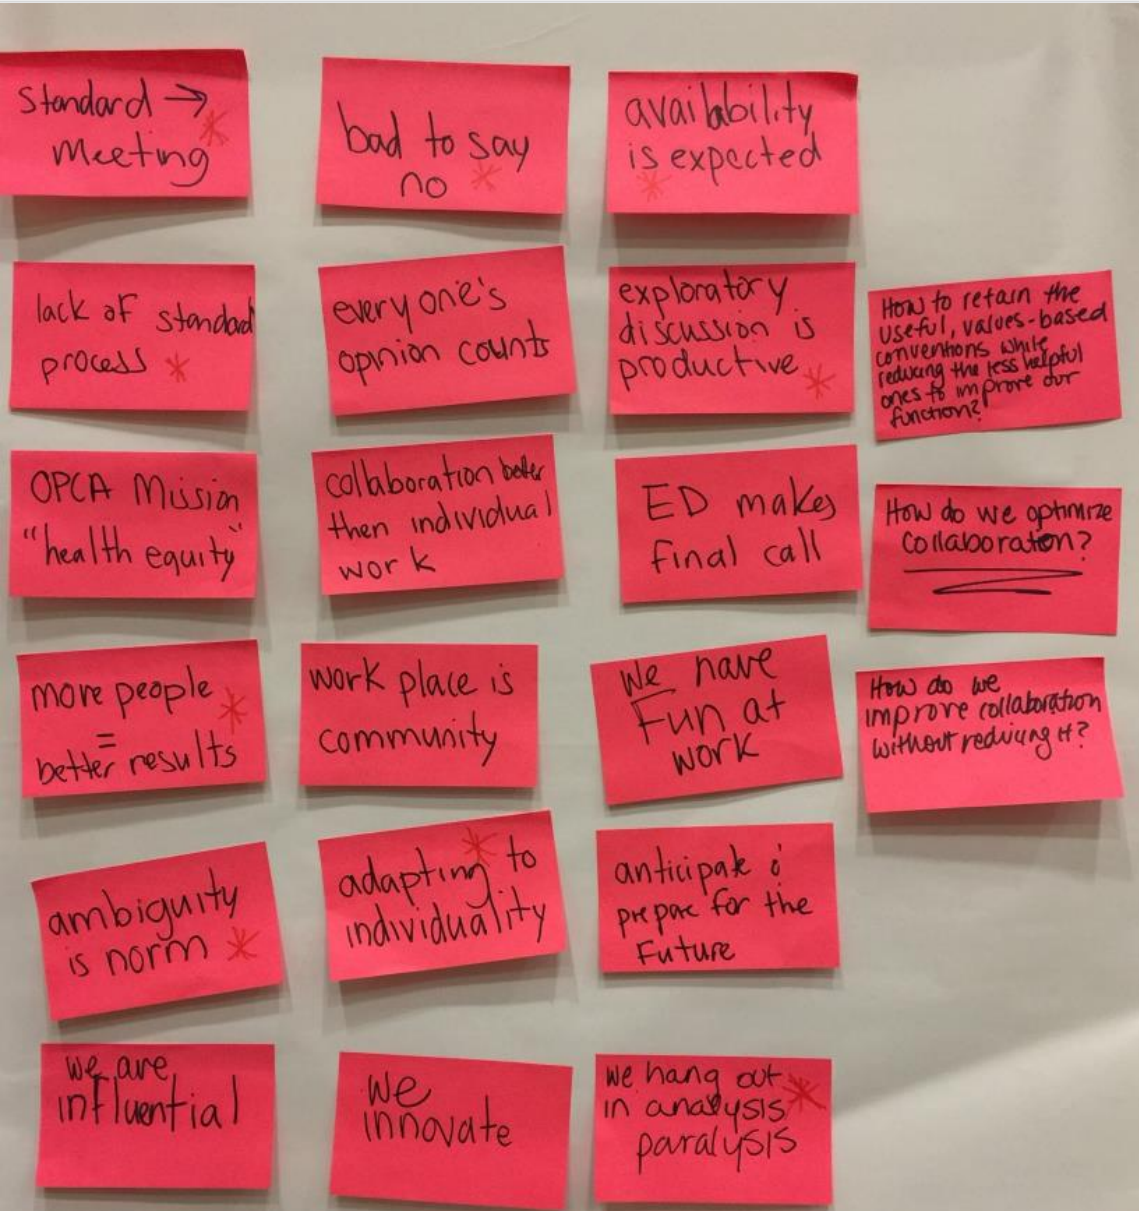 standard →
meeting
bad to say
no
availability
is expected
lack of standard
process
everyone's
opinion counts
exploratory
discussion is
productive
How to retain the
useful, values-based
conventions while
reducing the less helpful
ones to improve our
function?
OPCA Mission
"health equity"
collaboration better
then individual
work
ED makes
final call
How do we optimize
collaboraton?
more people
=
better results
work place is
community
We have
Fun at
work
How do we
improve collaboration
without reducing it?
ambiguity
is norm
adapting to
individuality
anticipate &
prepare for the
Future
we are
influential
we
innovate
we hang out
in analysis
paralysis